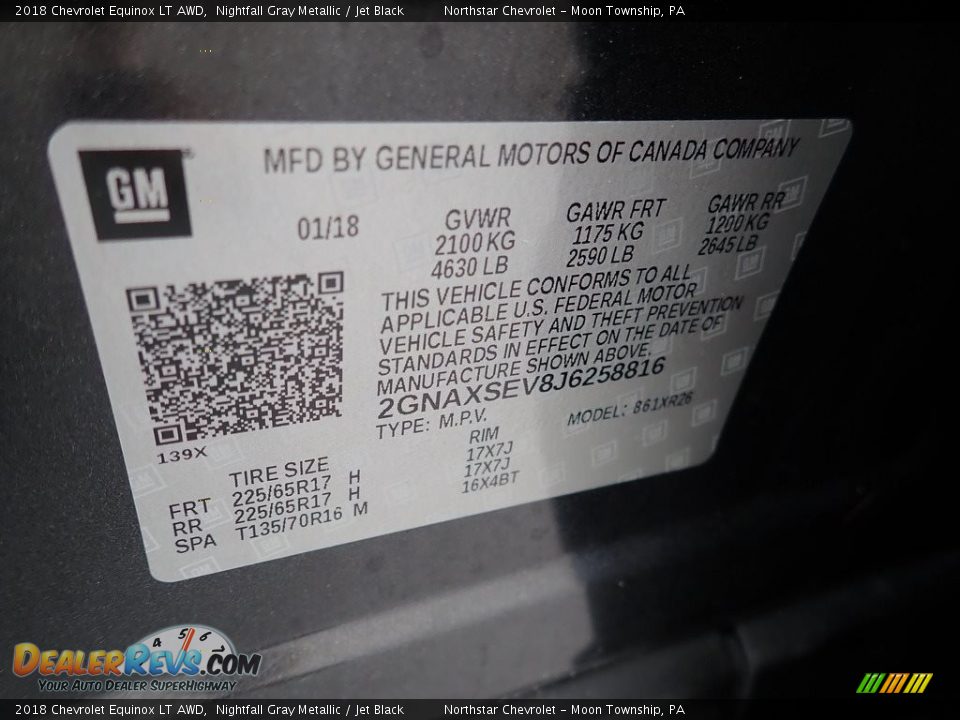 2018 Chevrolet Equinox LT AWD, Nightfall Gray Metallic / Jet Black Northstar Chevrolet – Moon Township, PA
GM
MFD BY GENERAL MOTORS OF CANADA COMPANY
01/18
GVWR GAWR FRT GAWR RR
2100 KG 1175 KG 1200 KG
4630 LB 2590 LB 2645 LB
THIS VEHICLE CONFORMS TO ALL
APPLICABLE U.S. FEDERAL MOTOR
VEHICLE SAFETY AND THEFT PREVENTION
STANDARDS IN EFFECT ON THE DATE OF
MANUFACTURE SHOWN ABOVE.
2GNAXSEV8J6258816
TYPE: M.P.V. MODEL: 861XR26
139X
TIRE SIZE RIM
FRT 225/65R17 H 17X7J
RR 225/65R17 H 17X7J
SPA T135/70R16 M 16X4BT
4 5 6
DEALERREVS.COM
YOUR AUTO DEALER SUPERHIGHWAY
2018 Chevrolet Equinox LT AWD, Nightfall Gray Metallic / Jet Black Northstar Chevrolet – Moon Township, PA